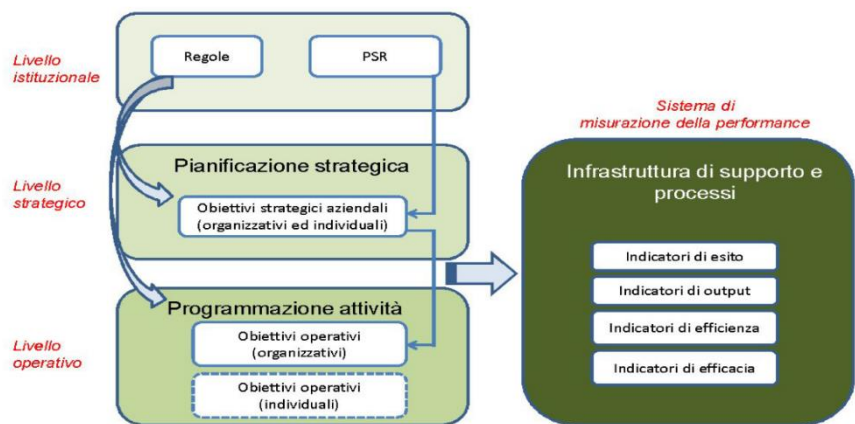 Livello
istituzionale
Regole
PSR
Livello
strategico
Pianificazione strategica
Obiettivi strategici aziendali
(organizzativi ed individuali)
Livello
operativo
Programmazione attività
Obiettivi operativi
(organizzativi)
Obiettivi operativi
(individuali)
Sistema di
misurazione della performance
Infrastruttura di supporto e
processi
Indicatori di esito
Indicatori di output
Indicatori di efficienza
Indicatori di efficacia